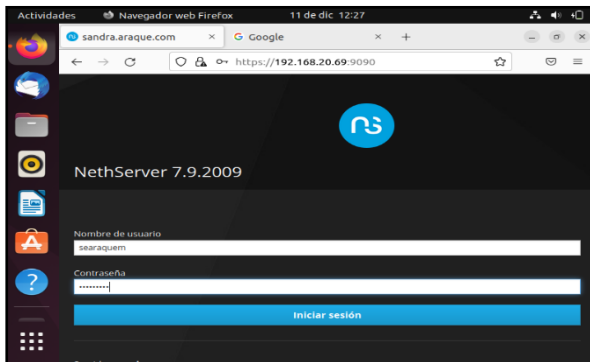 Actividades Navegador web Firefox 11 de dic 12:27
sandra.araque.com × G Google × +
https://192.168.20.69:9090
ns
NethServer 7.9.2009
Nombre de usuario
searaquem
Contraseña
•••••••••
Iniciar sesión